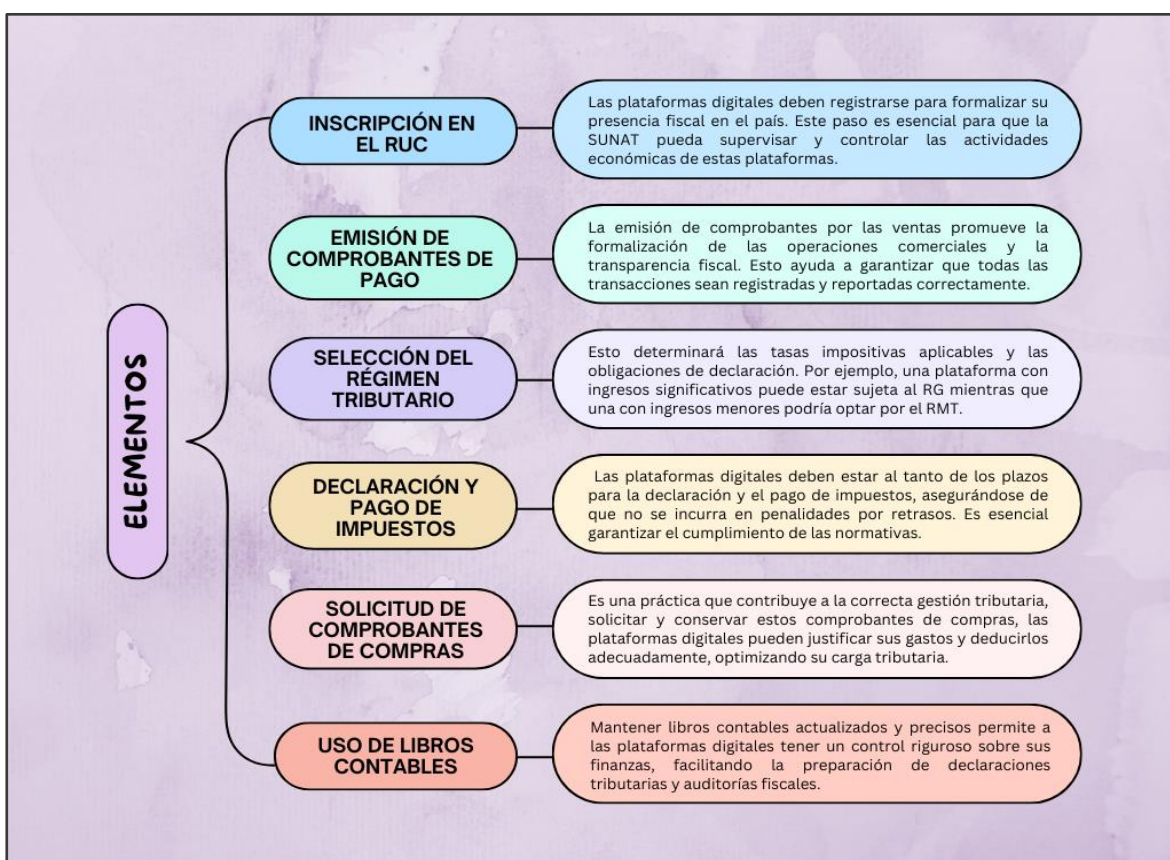 ELEMENTOS
INSCRIPCIÓN EN
EL RUC
Las plataformas digitales deben registrarse para formalizar su
presencia fiscal en el país. Este paso es esencial para que la
SUNAT pueda supervisar y controlar las actividades
económicas de estas plataformas.
EMISIÓN DE
COMPROBANTES DE
PAGO
La emisión de comprobantes por las ventas promueve la
formalización de las operaciones comerciales y la
transparencia fiscal. Esto ayuda a garantizar que todas las
transacciones sean registradas y reportadas correctamente.
SELECCIÓN DEL
RÉGIMEN
TRIBUTARIO
Esto determinará las tasas impositivas aplicables y las
obligaciones de declaración. Por ejemplo, una plataforma con
ingresos significativos puede estar sujeta al RG mientras que
una con ingresos menores podría optar por el RMT.
DECLARACIÓN Y
PAGO DE
IMPUESTOS
Las plataformas digitales deben estar al tanto de los plazos
para la declaración y el pago de impuestos, asegurándose de
que no se incurra en penalidades por retrasos. Es esencial
garantizar el cumplimiento de las normativas.
SOLICITUD DE
COMPROBANTES
DE COMPRAS
Es una práctica que contribuye a la correcta gestión tributaria,
solicitar y conservar estos comprobantes de compras, las
plataformas digitales pueden justificar sus gastos y deducirlos
adecuadamente, optimizando su carga tributaria.
USO DE LIBROS
CONTABLES
Mantener libros contables actualizados y precisos permite a
las plataformas digitales tener un control riguroso sobre sus
finanzas, facilitando la preparación de declaraciones
tributarias y auditorías fiscales.